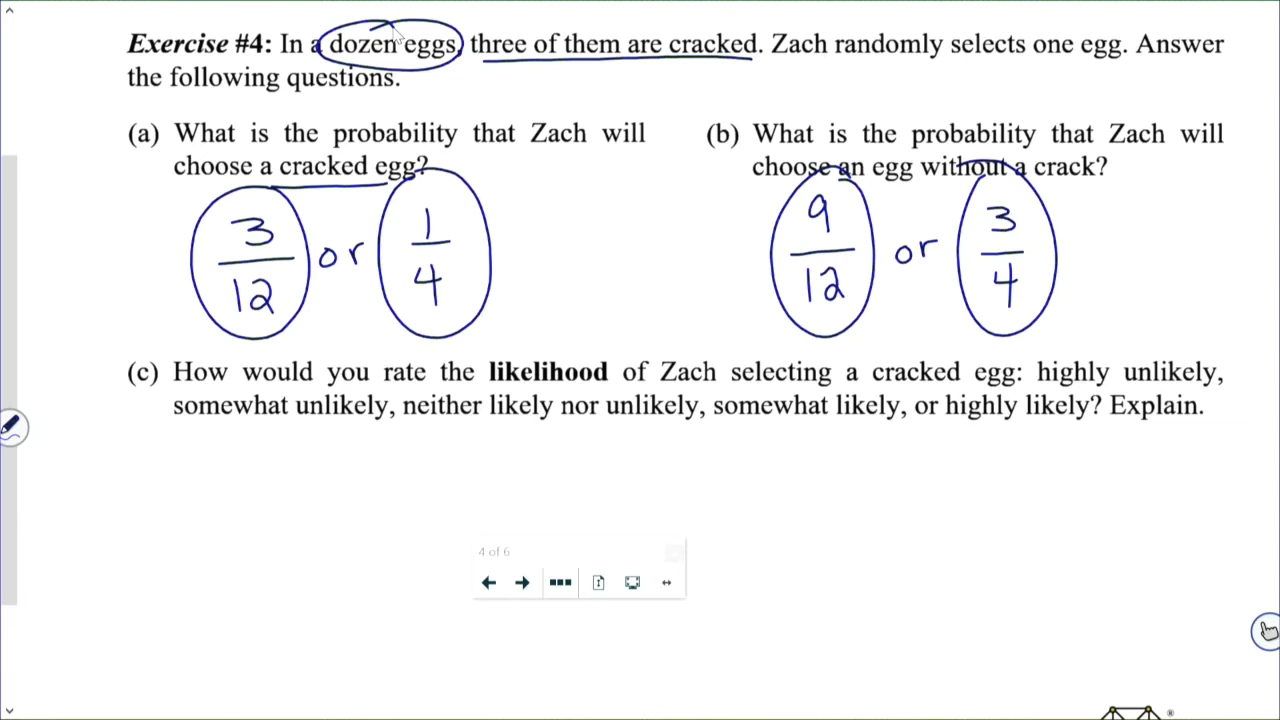 Exercise #4: In a dozen eggs, three of them are cracked. Zach randomly selects one egg. Answer
the following questions.
(a) What is the probability that Zach will
choose a cracked egg?
3/12 or 1/4
(b) What is the probability that Zach will
choose an egg without a crack?
9/12 or 3/4
(c) How would you rate the likelihood of Zach selecting a cracked egg: highly unlikely,
somewhat unlikely, neither likely nor unlikely, somewhat likely, or highly likely? Explain.
4 of 6
®